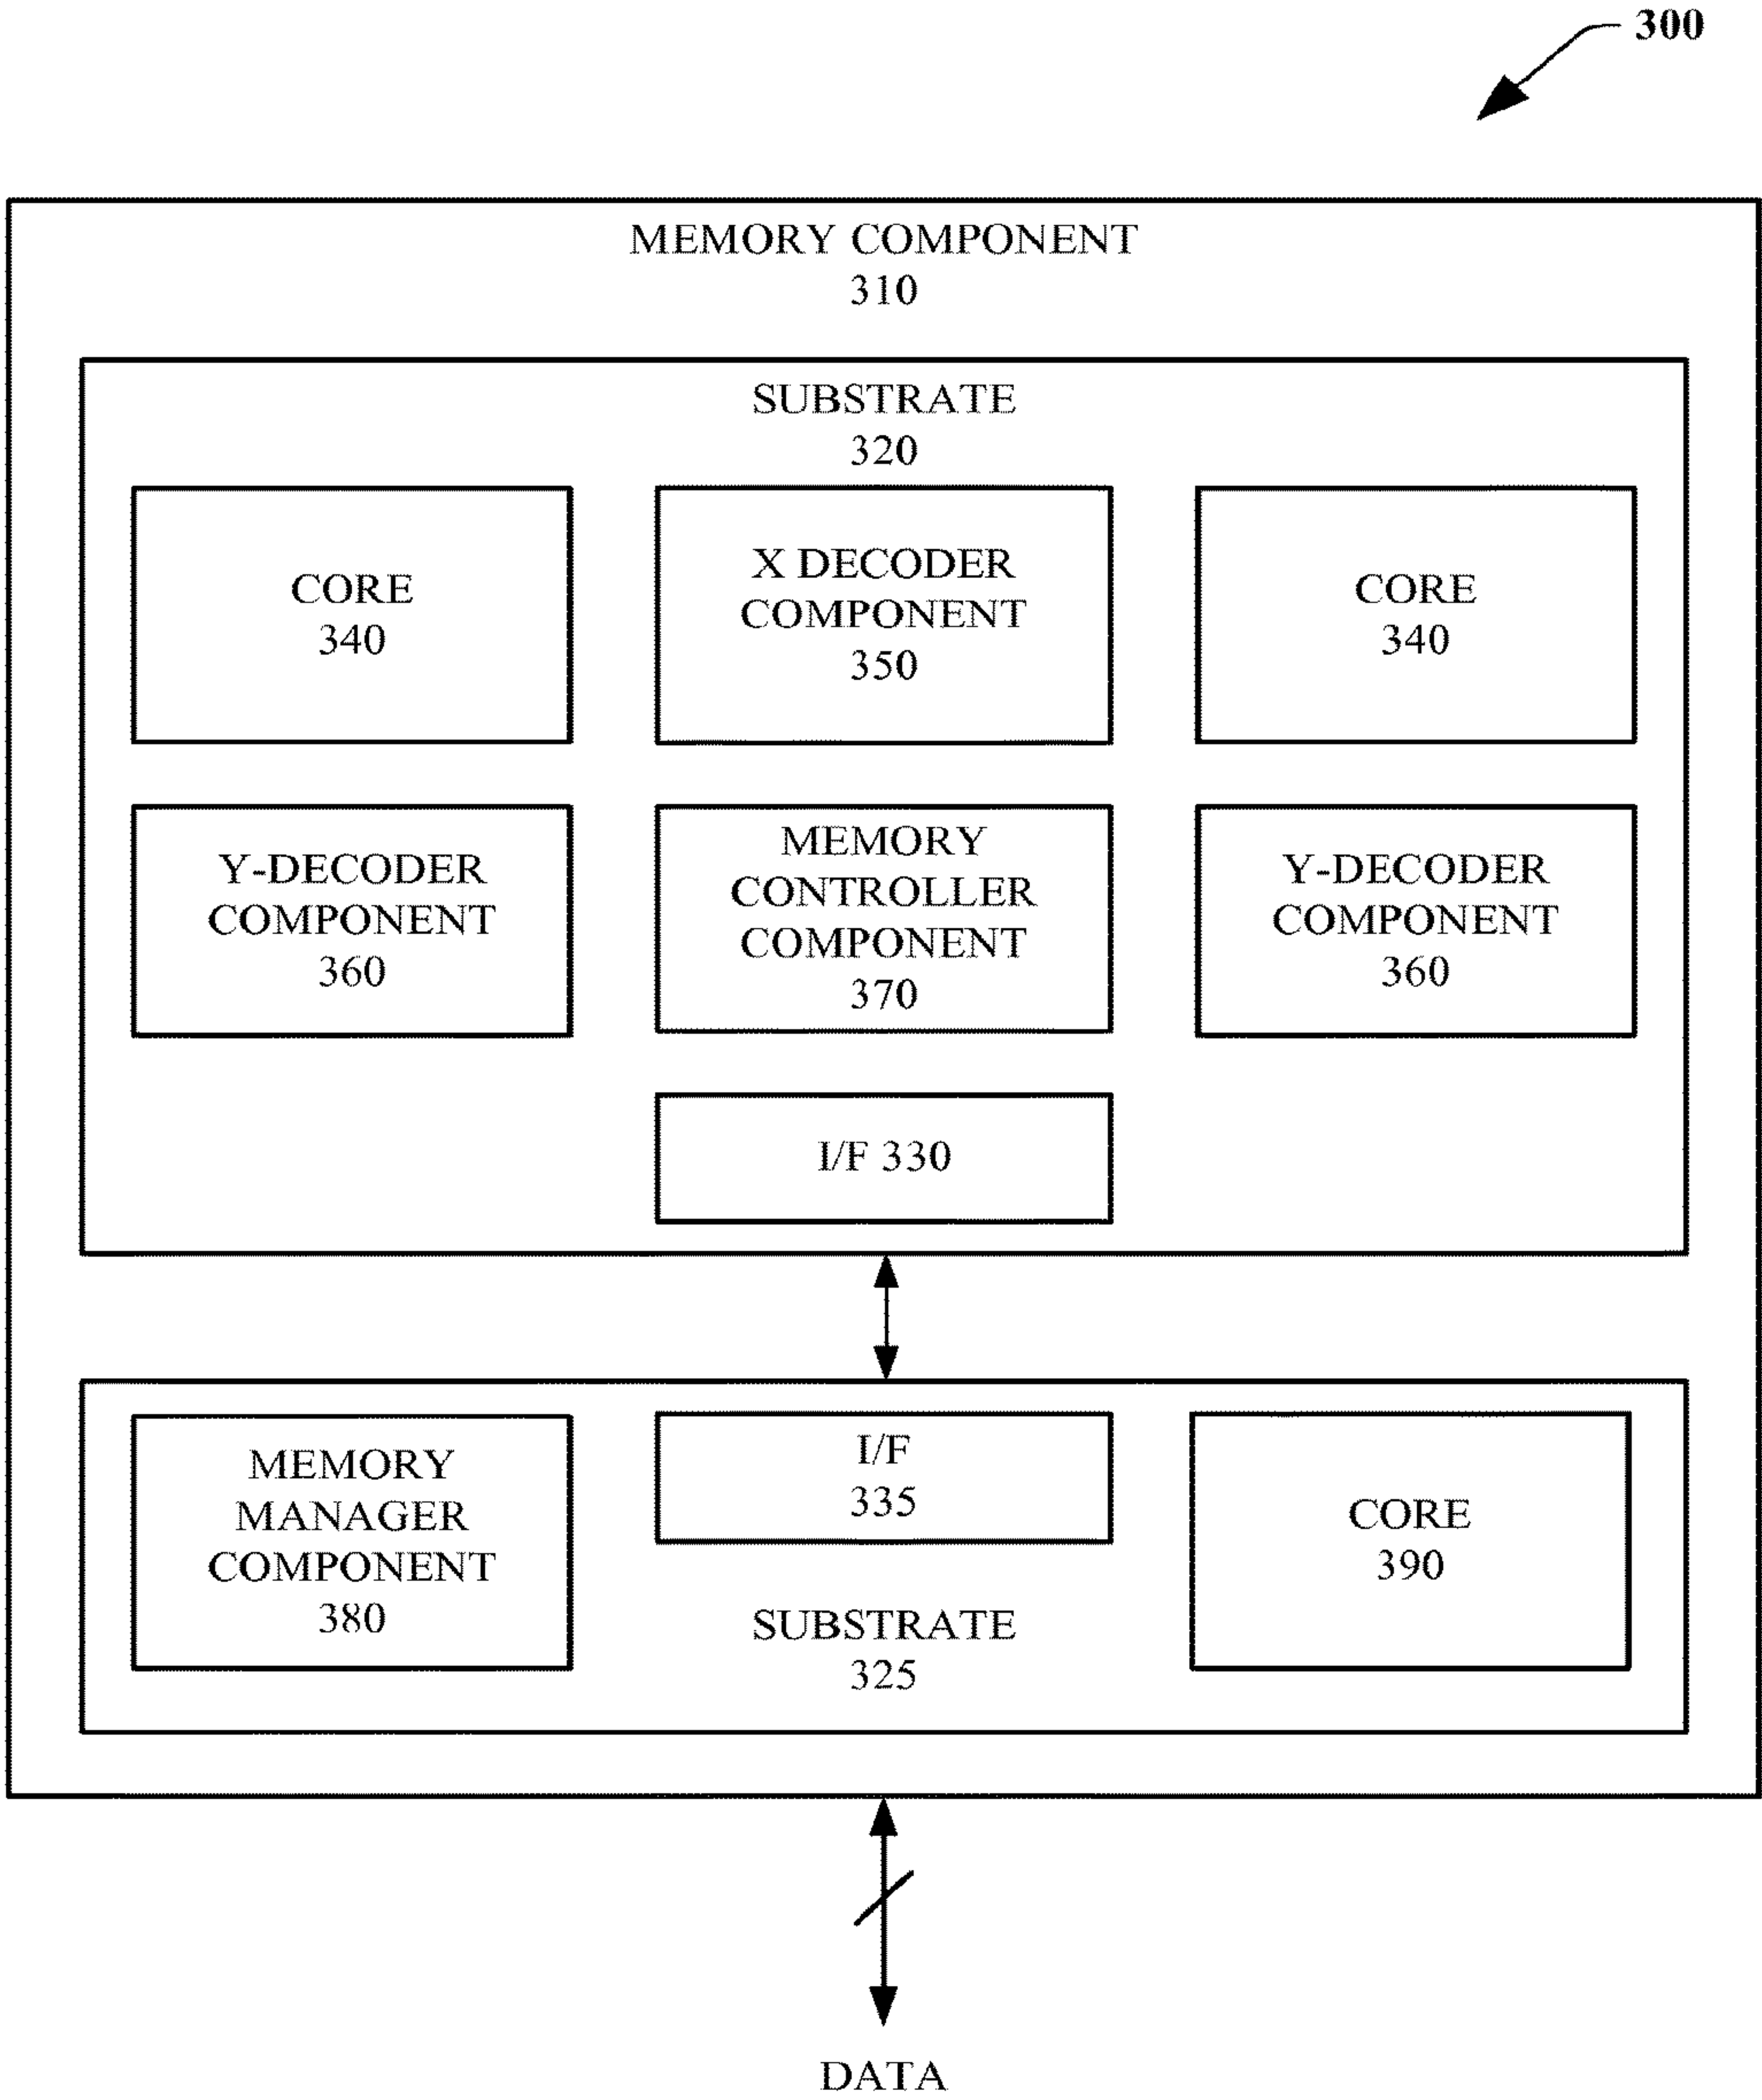 300
MEMORY COMPONENT
310
SUBSTRATE
320
CORE
340
X DECODER
COMPONENT
350
CORE
340
Y-DECODER
COMPONENT
360
MEMORY
CONTROLLER
COMPONENT
370
Y-DECODER
COMPONENT
360
I/F 330
MEMORY
MANAGER
COMPONENT
380
I/F
335
SUBSTRATE
325
CORE
390
DATA